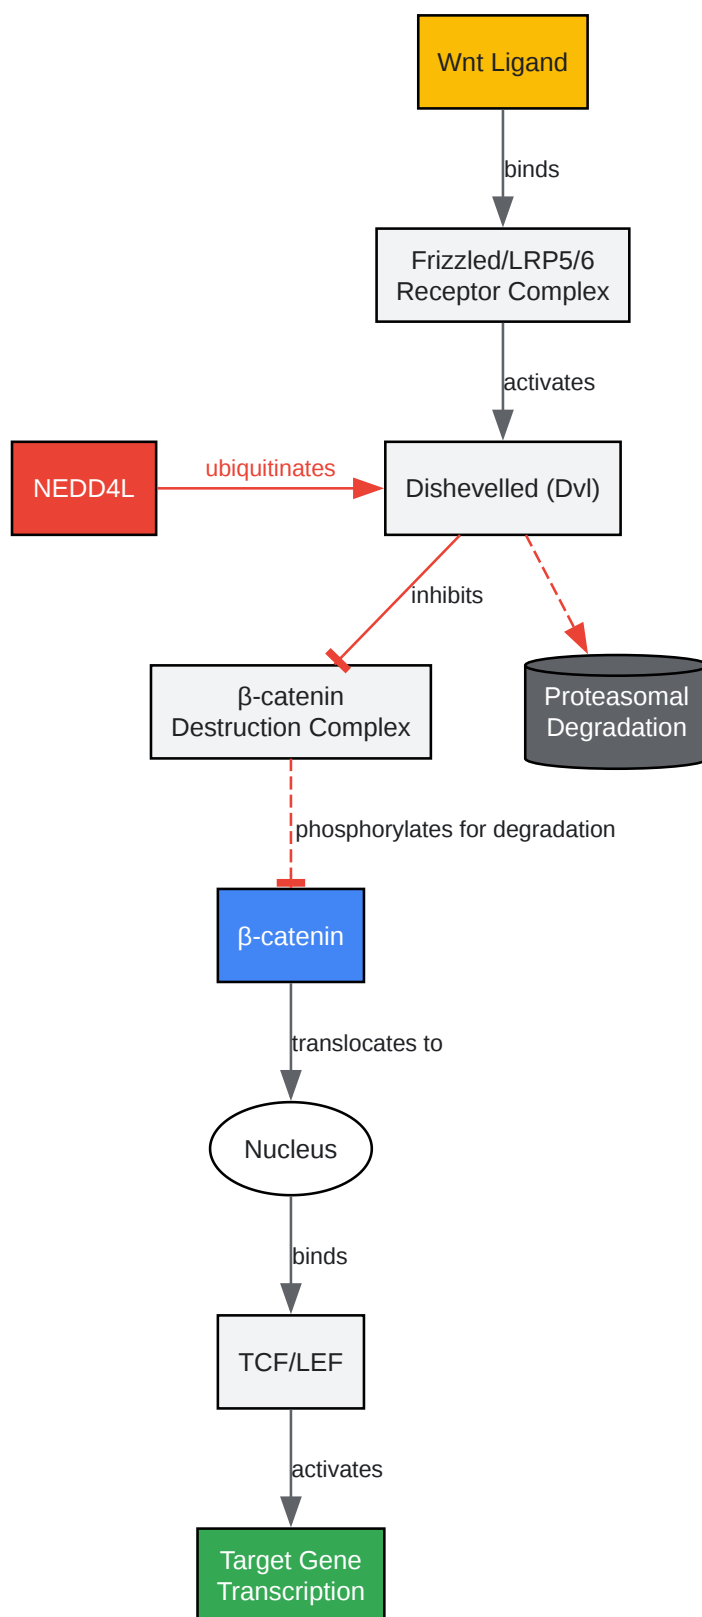 Wnt Ligand
binds
Frizzled/LRP5/6
Receptor Complex
activates
NEDD4L
ubiquitinates
Dishevelled (Dvl)
inhibits
β-catenin
Destruction Complex
Proteasomal
Degradation
phosphorylates for degradation
β-catenin
translocates to
Nucleus
binds
TCF/LEF
activates
Target Gene
Transcription